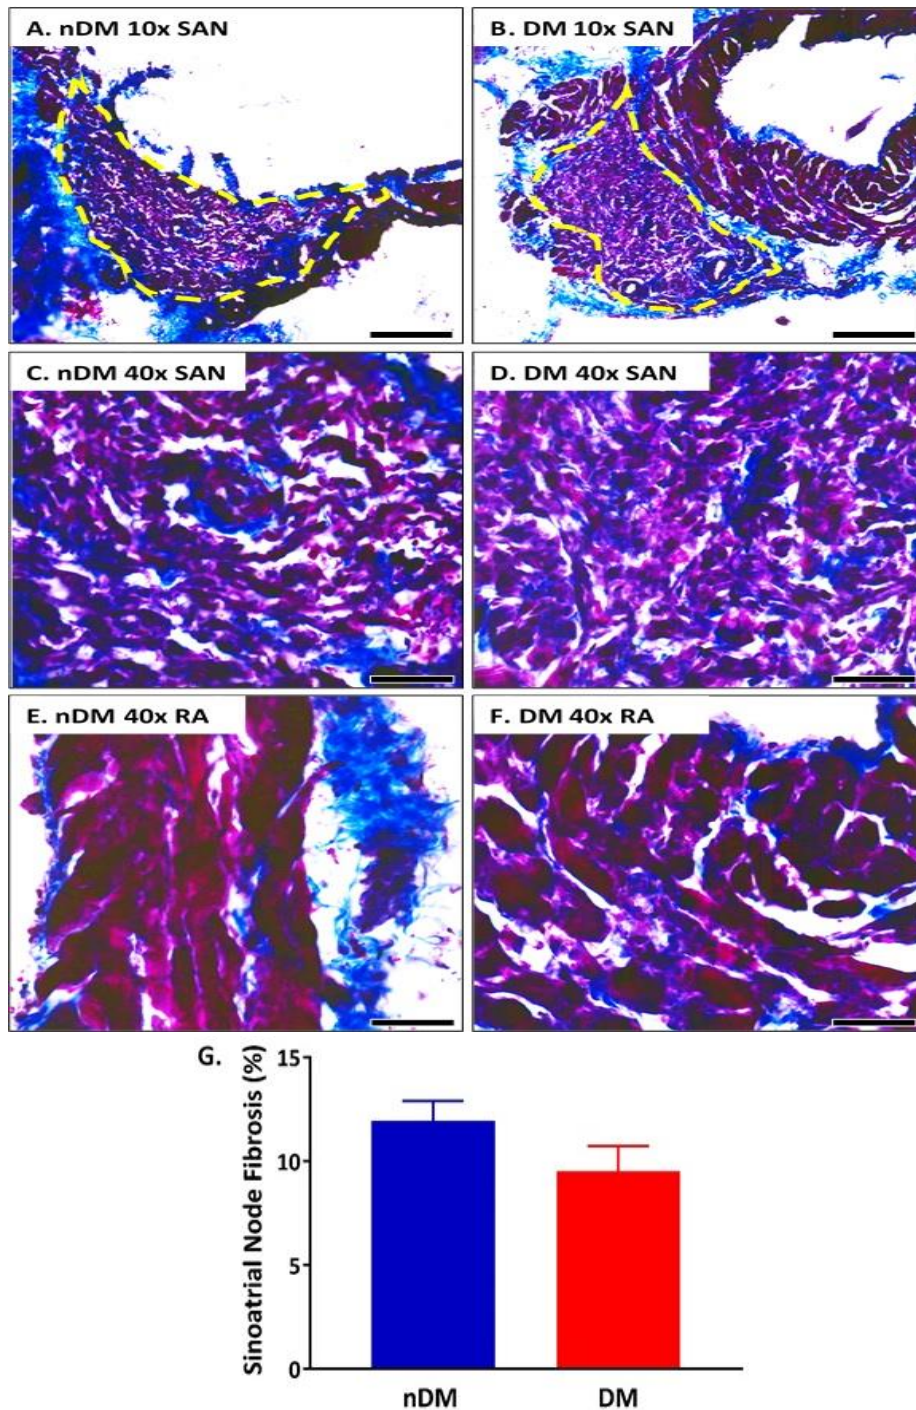 A. nDM 10x SAN
B. DM 10x SAN
C. nDM 40x SAN
D. DM 40x SAN
E. nDM 40x RA
F. DM 40x RA
G.
Sinoatrial Node Fibrosis (%)
15
10
5
0
nDM
DM